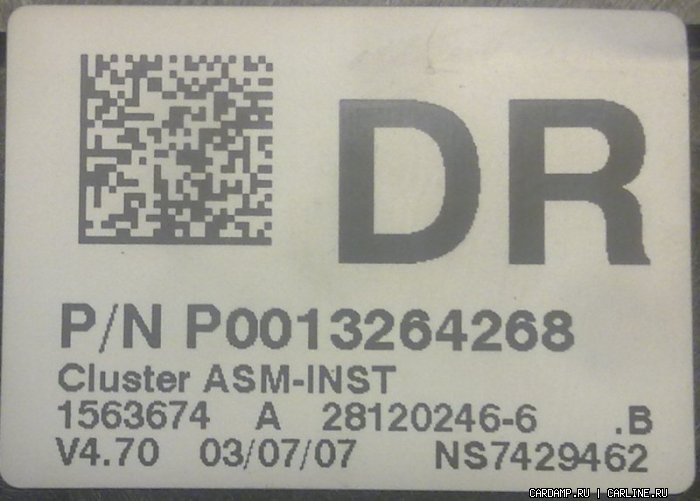 DR
P/N P0013264268
Cluster ASM-INST
1563674 A 28120246-6 .B
V4.70 03/07/07 NS7429462
CARDAMP.RU | CARLINE.RU